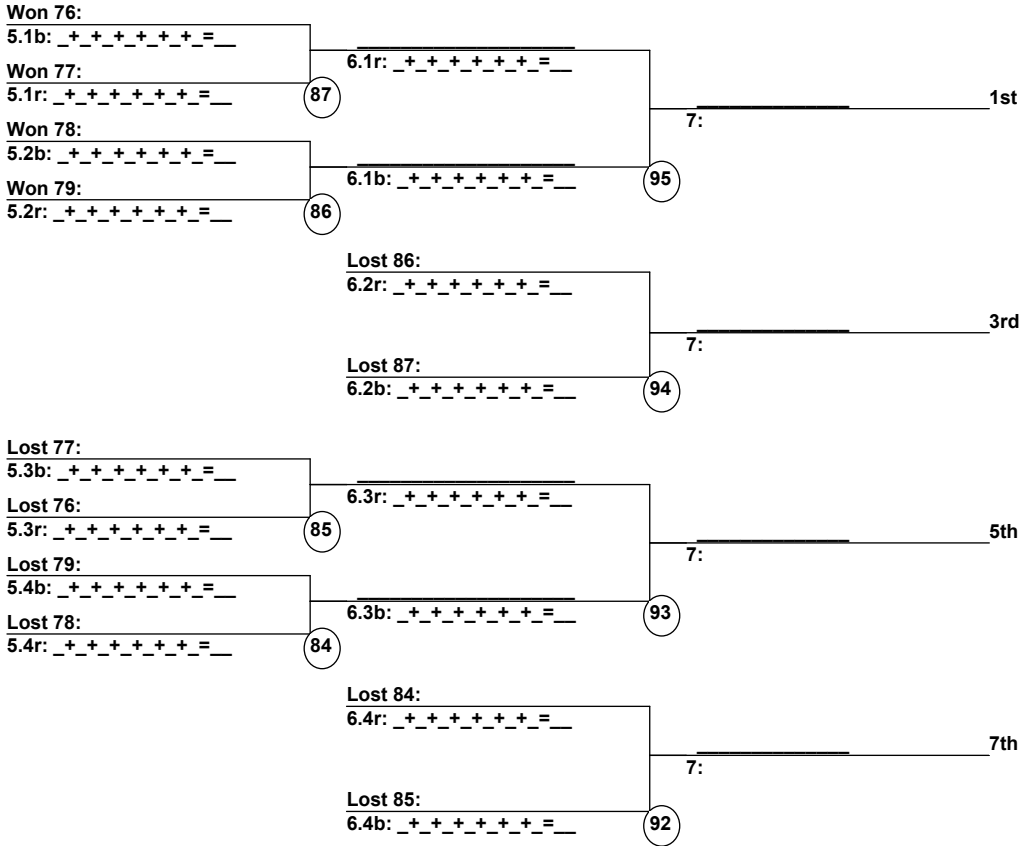 Won 76:
5.1b: _+_+_+_+_+_+_=__
6.1r: _+_+_+_+_+_+_=__
Won 77:
5.1r: _+_+_+_+_+_+_=__
87
1st
7:
Won 78:
5.2b: _+_+_+_+_+_+_=__
6.1b: _+_+_+_+_+_+_=__
95
Won 79:
5.2r: _+_+_+_+_+_+_=__
86
Lost 86:
6.2r: _+_+_+_+_+_+_=__
3rd
7:
Lost 87:
6.2b: _+_+_+_+_+_+_=__
94
Lost 77:
5.3b: _+_+_+_+_+_+_=__
6.3r: _+_+_+_+_+_+_=__
Lost 76:
5.3r: _+_+_+_+_+_+_=__
85
5th
7:
Lost 79:
5.4b: _+_+_+_+_+_+_=__
6.3b: _+_+_+_+_+_+_=__
93
Lost 78:
5.4r: _+_+_+_+_+_+_=__
84
Lost 84:
6.4r: _+_+_+_+_+_+_=__
7th
7:
Lost 85:
6.4b: _+_+_+_+_+_+_=__
92